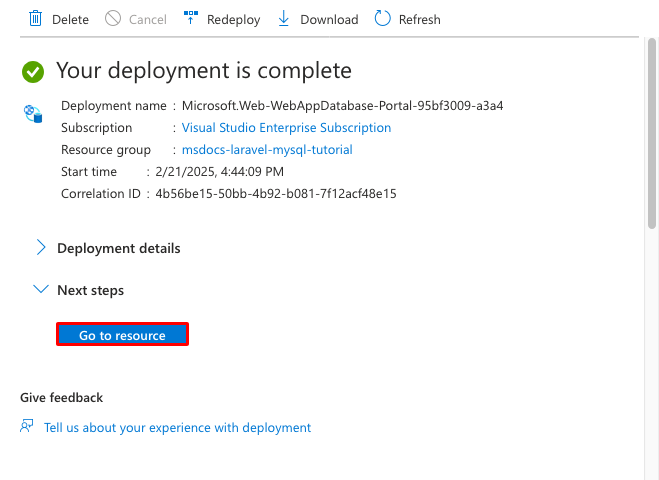 Delete Cancel Redeploy Download Refresh
Your deployment is complete
Deployment name : Microsoft.Web-WebAppDatabase-Portal-95bf3009-a3a4
Subscription : Visual Studio Enterprise Subscription
Resource group : msdocs-laravel-mysql-tutorial
Start time : 2/21/2025, 4:44:09 PM
Correlation ID : 4b56be15-50bb-4b92-b081-7f12acf48e15
Deployment details
Next steps
Go to resource
Give feedback
Tell us about your experience with deployment